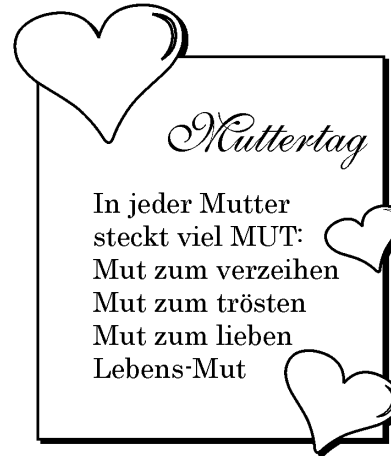 Muttertag
In jeder Mutter
steckt viel MUT:
Mut zum verzeihen
Mut zum trösten
Mut zum lieben
Lebens-Mut